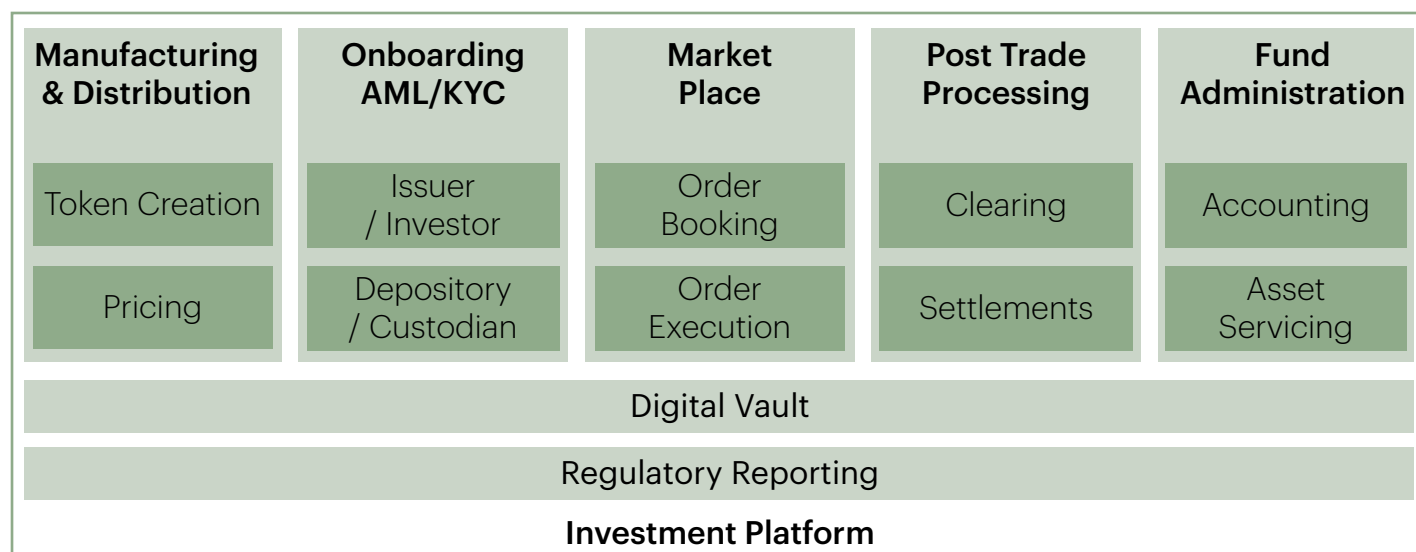 Manufacturing
& Distribution
Onboarding
AML/KYC
Market
Place
Post Trade
Processing
Fund
Administration
Token Creation
Issuer
/ Investor
Order
Booking
Clearing
Accounting
Pricing
Depository
/ Custodian
Order
Execution
Settlements
Asset
Servicing
Digital Vault
Regulatory Reporting
Investment Platform